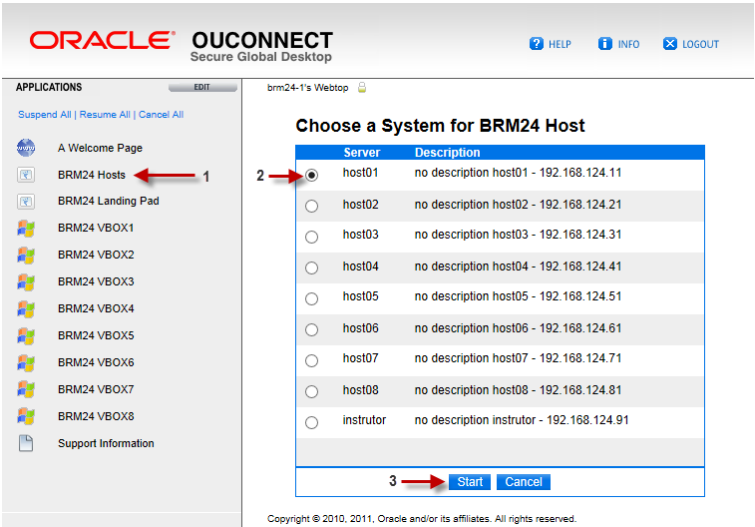 ORACLE® OUCONNECT
Secure Global Desktop
? HELP i INFO X LOGOUT
APPLICATIONS EDIT
brm24-1's Webtop
Suspend All | Resume All | Cancel All
www A Welcome Page
BRM24 Hosts 1
BRM24 Landing Pad
BRM24 VBOX1
BRM24 VBOX2
BRM24 VBOX3
BRM24 VBOX4
BRM24 VBOX5
BRM24 VBOX6
BRM24 VBOX7
BRM24 VBOX8
Support Information
Choose a System for BRM24 Host
Server Description
2 host01 no description host01 - 192.168.124.11
host02 no description host02 - 192.168.124.21
host03 no description host03 - 192.168.124.31
host04 no description host04 - 192.168.124.41
host05 no description host05 - 192.168.124.51
host06 no description host06 - 192.168.124.61
host07 no description host07 - 192.168.124.71
host08 no description host08 - 192.168.124.81
instrutor no description instrutor - 192.168.124.91
3 Start Cancel
Copyright © 2010, 2011, Oracle and/or its affiliates. All rights reserved.